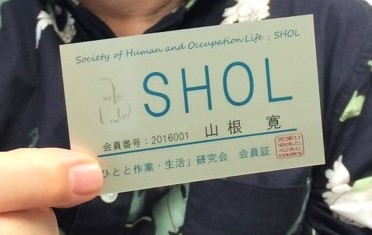 Society of Human and Occupation Life ; SHOL
SHOL
会員番号:2016001 山根 寛
ひとと作業・生活」研究会 会員証